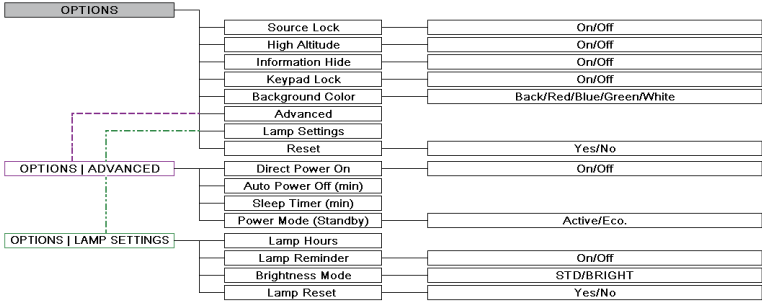 OPTIONS
Source Lock On/Off
High Altitude On/Off
Information Hide On/Off
Keypad Lock On/Off
Background Color Back/Red/Blue/Green/White
Advanced
Lamp Settings
Reset Yes/No
OPTIONS | ADVANCED Direct Power On On/Off
Auto Power Off (min)
Sleep Timer (min)
Power Mode (Standby) Active/Eco.
OPTIONS | LAMP SETTINGS Lamp Hours
Lamp Reminder On/Off
Brightness Mode STD/BRIGHT
Lamp Reset Yes/No